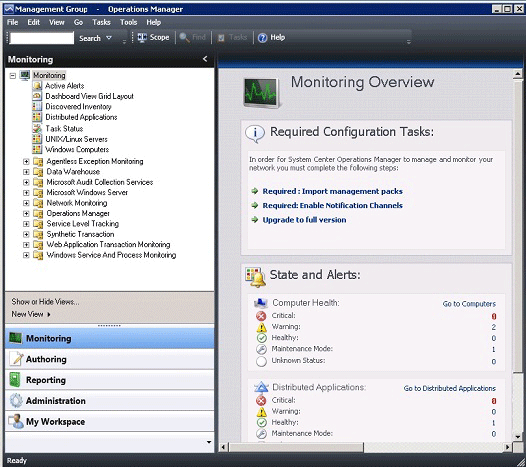 Management Group - Operations Manager
File Edit View Go Tasks Tools Help
Search Scope Find Tasks Help
Monitoring
Monitoring
Active Alerts
Dashboard View Grid Layout
Discovered Inventory
Distributed Applications
Task Status
UNIX/Linux Servers
Windows Computers
Agentless Exception Monitoring
Data Warehouse
Microsoft Audit Collection Services
Microsoft Windows Server
Network Monitoring
Operations Manager
Service Level Tracking
Synthetic Transaction
Web Application Transaction Monitoring
Windows Service And Process Monitoring
Show or Hide Views...
New View
Monitoring
Authoring
Reporting
Administration
My Workspace
Monitoring Overview
Required Configuration Tasks:
In order for System Center Operations Manager to manage and monitor your
network you must complete the following steps:
Required : Import management packs
Required: Enable Notification Channels
Upgrade to full version
State and Alerts:
Computer Health: Go to Computers
Critical: 0
Warning: 2
Healthy: 0
Maintenance Mode: 1
Unknown Status: 0
Distributed Applications: Go to Distributed Applications
Critical: 0
Warning: 0
Healthy: 1
Maintenance Mode: 0
Ready